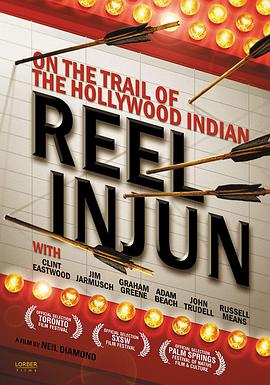 ON THE TRAIL OF
THE HOLLYWOOD INDIAN
REEL
INJUN
WITH
CLINT EASTWOOD
JIM JARMUSCH
GRAHAM GREENE
ADAM BEACH
JOHN TRUDELL
RUSSELL MEANS
OFFICIAL SELECTION
TORONTO
FILM FESTIVAL
OFFICIAL SELECTION
SXSW
FILM FESTIVAL
OFFICIAL SELECTION
PALM SPRINGS
FESTIVAL OF NATIVE
FILM & CULTURE
A FILM BY NEIL DIAMOND
LORBER
FILMS